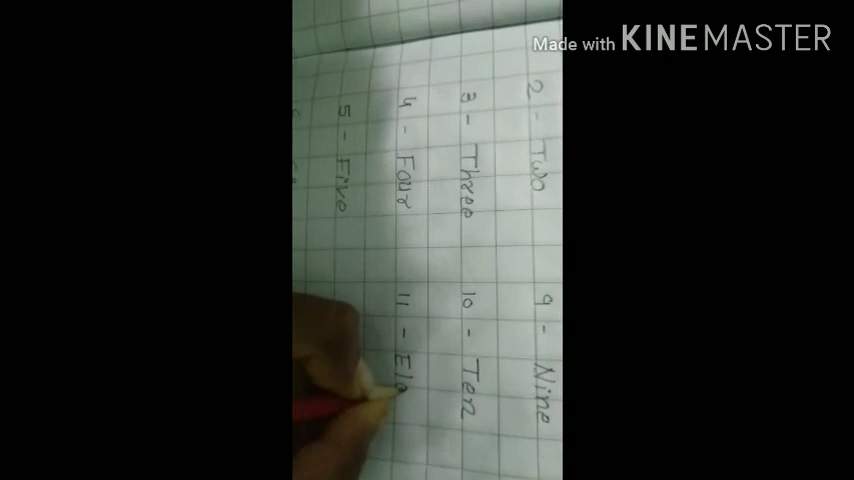 Made with KINEMASTER
2 - Two
3 - Three
4 - Four
5 - Five
9 - Nine
10 - Ten
11 - Ele